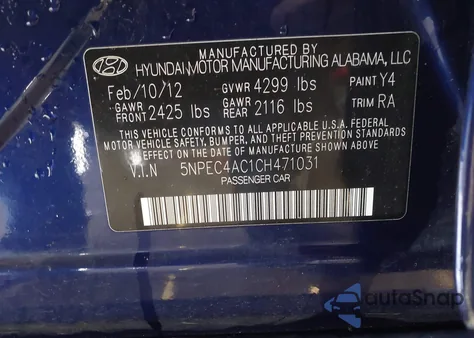 MANUFACTURED BY
HYUNDAI MOTOR MANUFACTURING ALABAMA, LLC
Feb/10/12 GVWR 4299 lbs PAINT Y4
GAWR FRONT 2425 lbs GAWR REAR 2116 lbs TRIM RA
THIS VEHICLE CONFORMS TO ALL APPLICABLE U.S.A FEDERAL
MOTOR VEHICLE SAFETY, BUMPER, AND THEFT PREVENTION STANDARDS
IN EFFECT ON THE DATE OF MANUFACTURE SHOWN ABOVE.
V.I.N 5NPEC4AC1CH471031
PASSENGER CAR
autoSnap